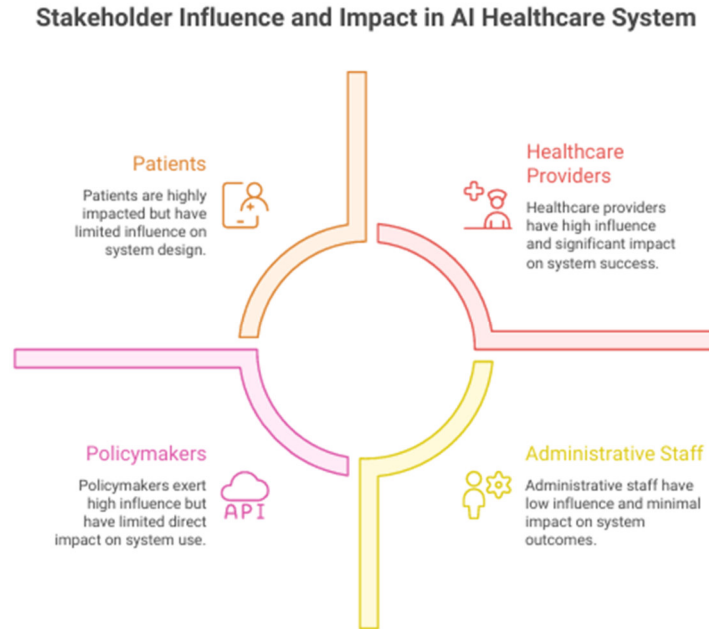 Stakeholder Influence and Impact in AI Healthcare System
Patients
Patients are highly
impacted but have
limited influence on
system design.
Healthcare
Providers
Healthcare providers
have high influence
and significant impact
on system success.
Policymakers
Policymakers exert
high influence but
have limited direct
impact on system use.
API
Administrative Staff
Administrative staff have
low influence and minimal
impact on system
outcomes.